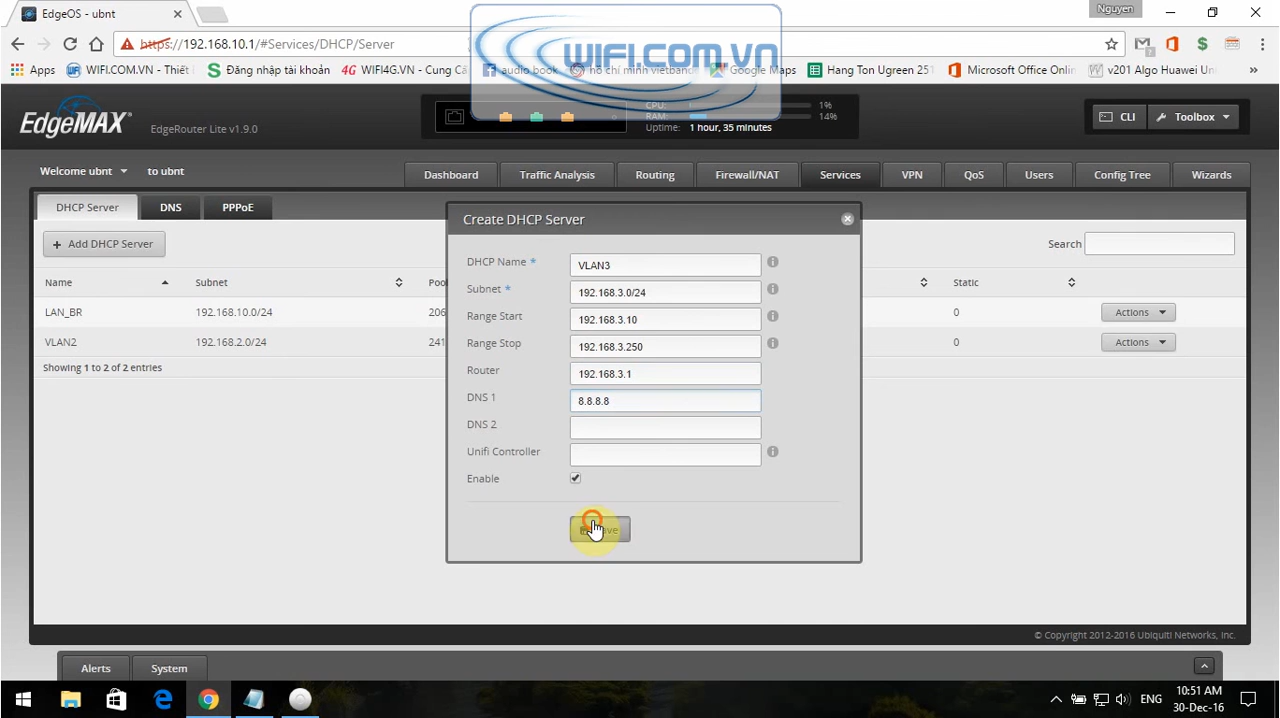 EdgeOS - ubnt
Nguyen
https://192.168.10.1/#Services/DHCP/Server
WIFI.COM.VN
Apps
WIFI.COM.VN - Thiết
Đăng nhập tài khoản
4G WIFI4G.VN - Cung C
audio book
hồ chí minh vietbando
Google Maps
Hang Ton Ugreen 251
Microsoft Office Onlin
v201 Algo Huawei Un
EdgeMAX
EdgeRouter Lite v1.9.0
CPU: 1%
RAM: 14%
Uptime: 1 hour, 35 minutes
CLI
Toolbox
Welcome ubnt
to ubnt
Dashboard
Traffic Analysis
Routing
Firewall/NAT
Services
VPN
QoS
Users
Config Tree
Wizards
DHCP Server
DNS
PPPoE
Create DHCP Server
+ Add DHCP Server
Search
Name
Subnet
Poo
Static
LAN_BR
192.168.10.0/24
206
0
Actions
VLAN2
192.168.2.0/24
241
0
Actions
Showing 1 to 2 of 2 entries
DHCP Name *
VLAN3
Subnet *
192.168.3.0/24
Range Start
192.168.3.10
Range Stop
192.168.3.250
Router
192.168.3.1
DNS 1
8.8.8.8
DNS 2
Unifi Controller
Enable
© Copyright 2012-2016 Ubiquiti Networks, Inc.
Alerts
System
ENG
10:51 AM
30-Dec-16